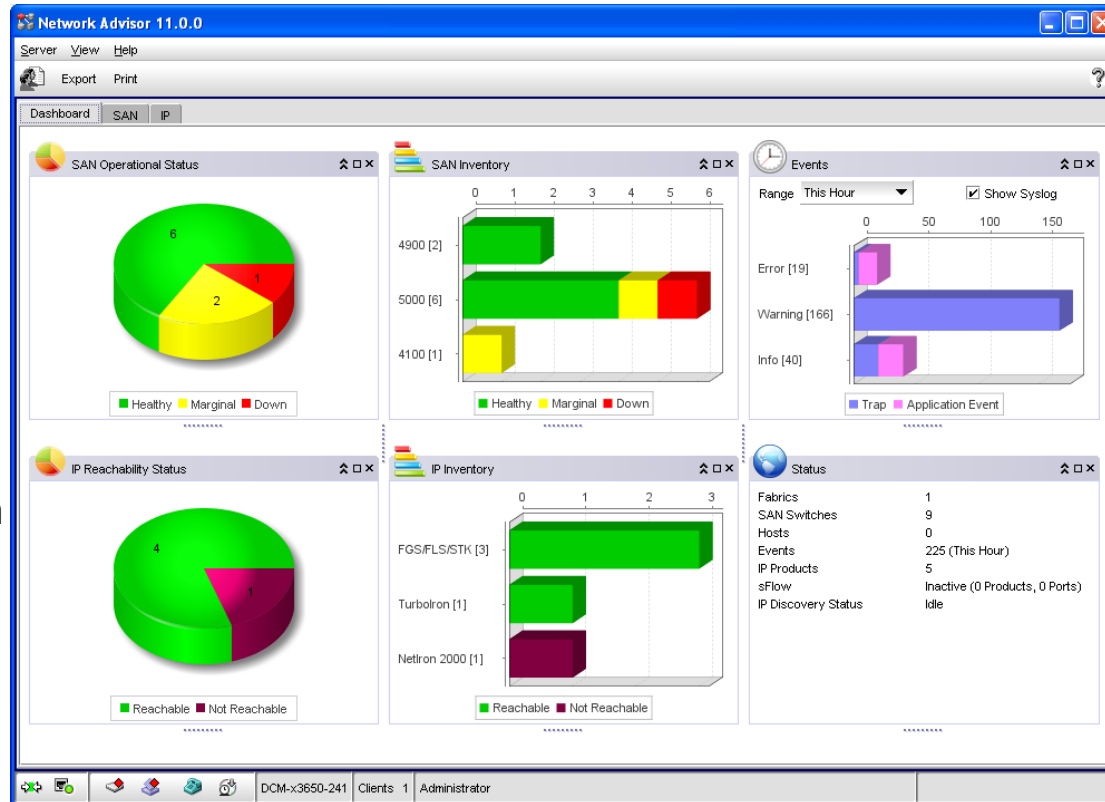 Network Advisor 11.0.0
Server View Help
Export Print
Dashboard SAN IP
SAN Operational Status
6
1
2
Healthy Marginal Down
SAN Inventory
0 1 2 3 4 5 6
4900 [2]
5000 [6]
4100 [1]
Healthy Marginal Down
Events
Range This Hour Show Syslog
0 50 100 150
Error [19]
Warning [166]
Info [40]
Trap Application Event
IP Reachability Status
4
1
Reachable Not Reachable
IP Inventory
0 1 2 3
FGS/FLS/STK [3]
TurboIron [1]
NetIron 2000 [1]
Reachable Not Reachable
Status
Fabrics 1
SAN Switches 9
Hosts 0
Events 225 (This Hour)
IP Products 5
sFlow Inactive (0 Products, 0 Ports)
IP Discovery Status Idle
DCM-x3650-241 Clients 1 Administrator